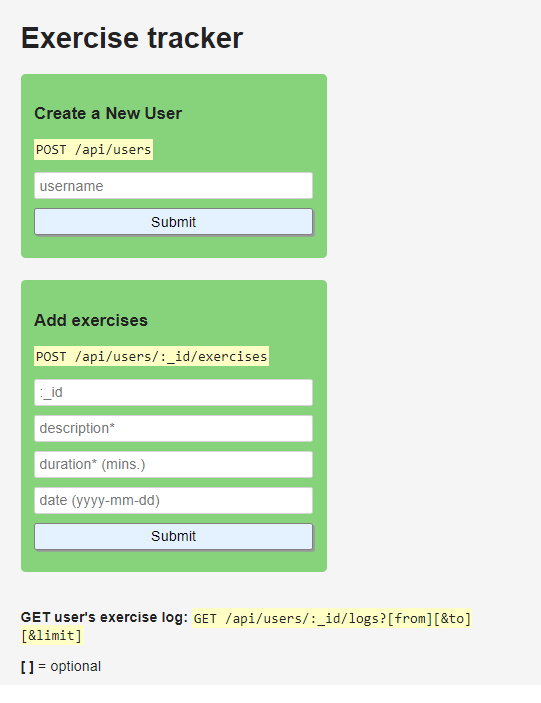 Exercise tracker
Create a New User
POST /api/users
username
Submit
Add exercises
POST /api/users/:_id/exercises
:_id
description*
duration* (mins.)
date (yyyy-mm-dd)
Submit
GET user's exercise log: GET /api/users/:_id/logs?[from][&to]
[&limit]
[ ] = optional